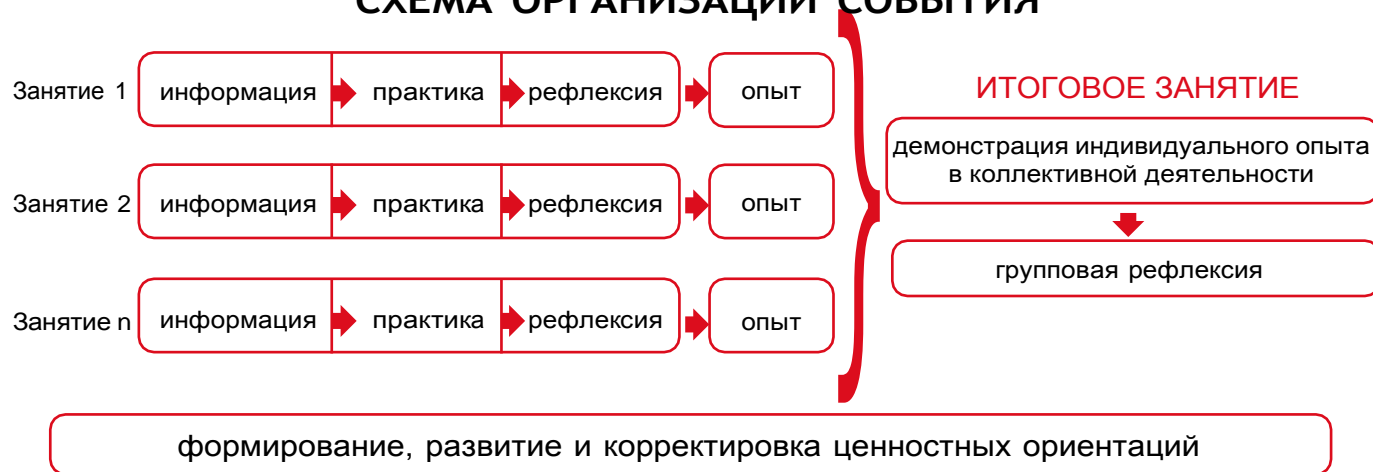 СХЕМА ОРГАНИЗАЦИИ СОБЫТИЯ
Занятие 1 информация практика рефлексия опыт
Занятие 2 информация практика рефлексия опыт
Занятие n информация практика рефлексия опыт
ИТОГОВОЕ ЗАНЯТИЕ
демонстрация индивидуального опыта
в коллективной деятельности
групповая рефлексия
формирование, развитие и корректировка ценностных ориентаций